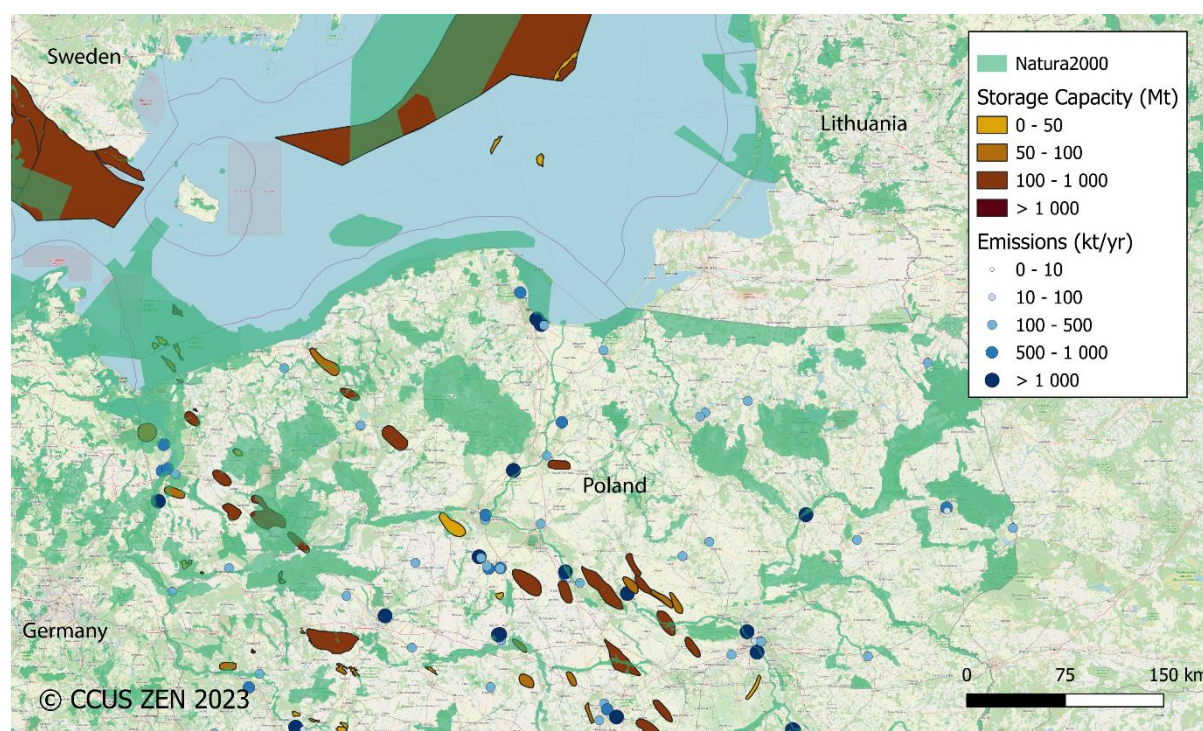 Sweden
Lithuania
Natura2000
Storage Capacity (Mt)
0 - 50
50 - 100
100 - 1 000
> 1 000
Emissions (kt/yr)
0 - 10
10 - 100
100 - 500
500 - 1 000
> 1 000
Poland
Germany
0 75 150 km
© CCUS ZEN 2023